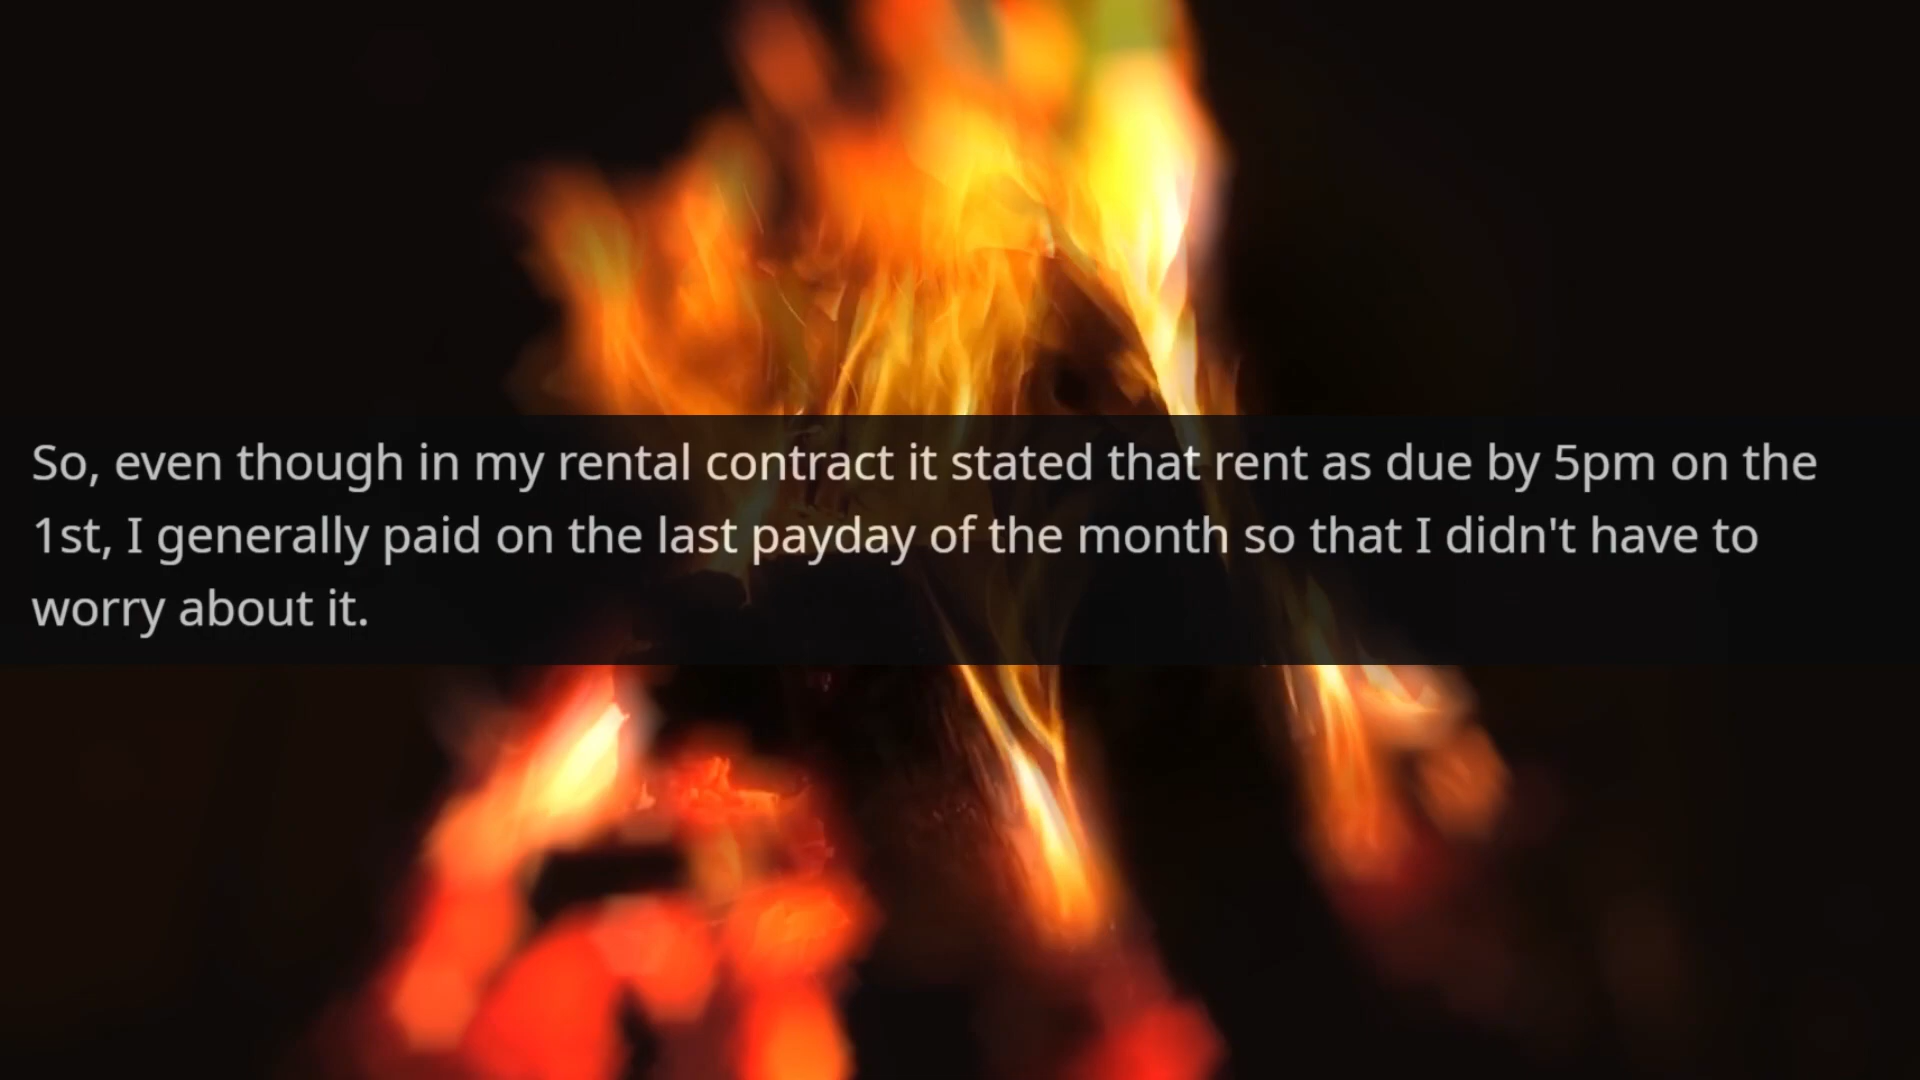 So, even though in my rental contract it stated that rent as due by 5pm on the
1st, I generally paid on the last payday of the month so that I didn't have to
worry about it.